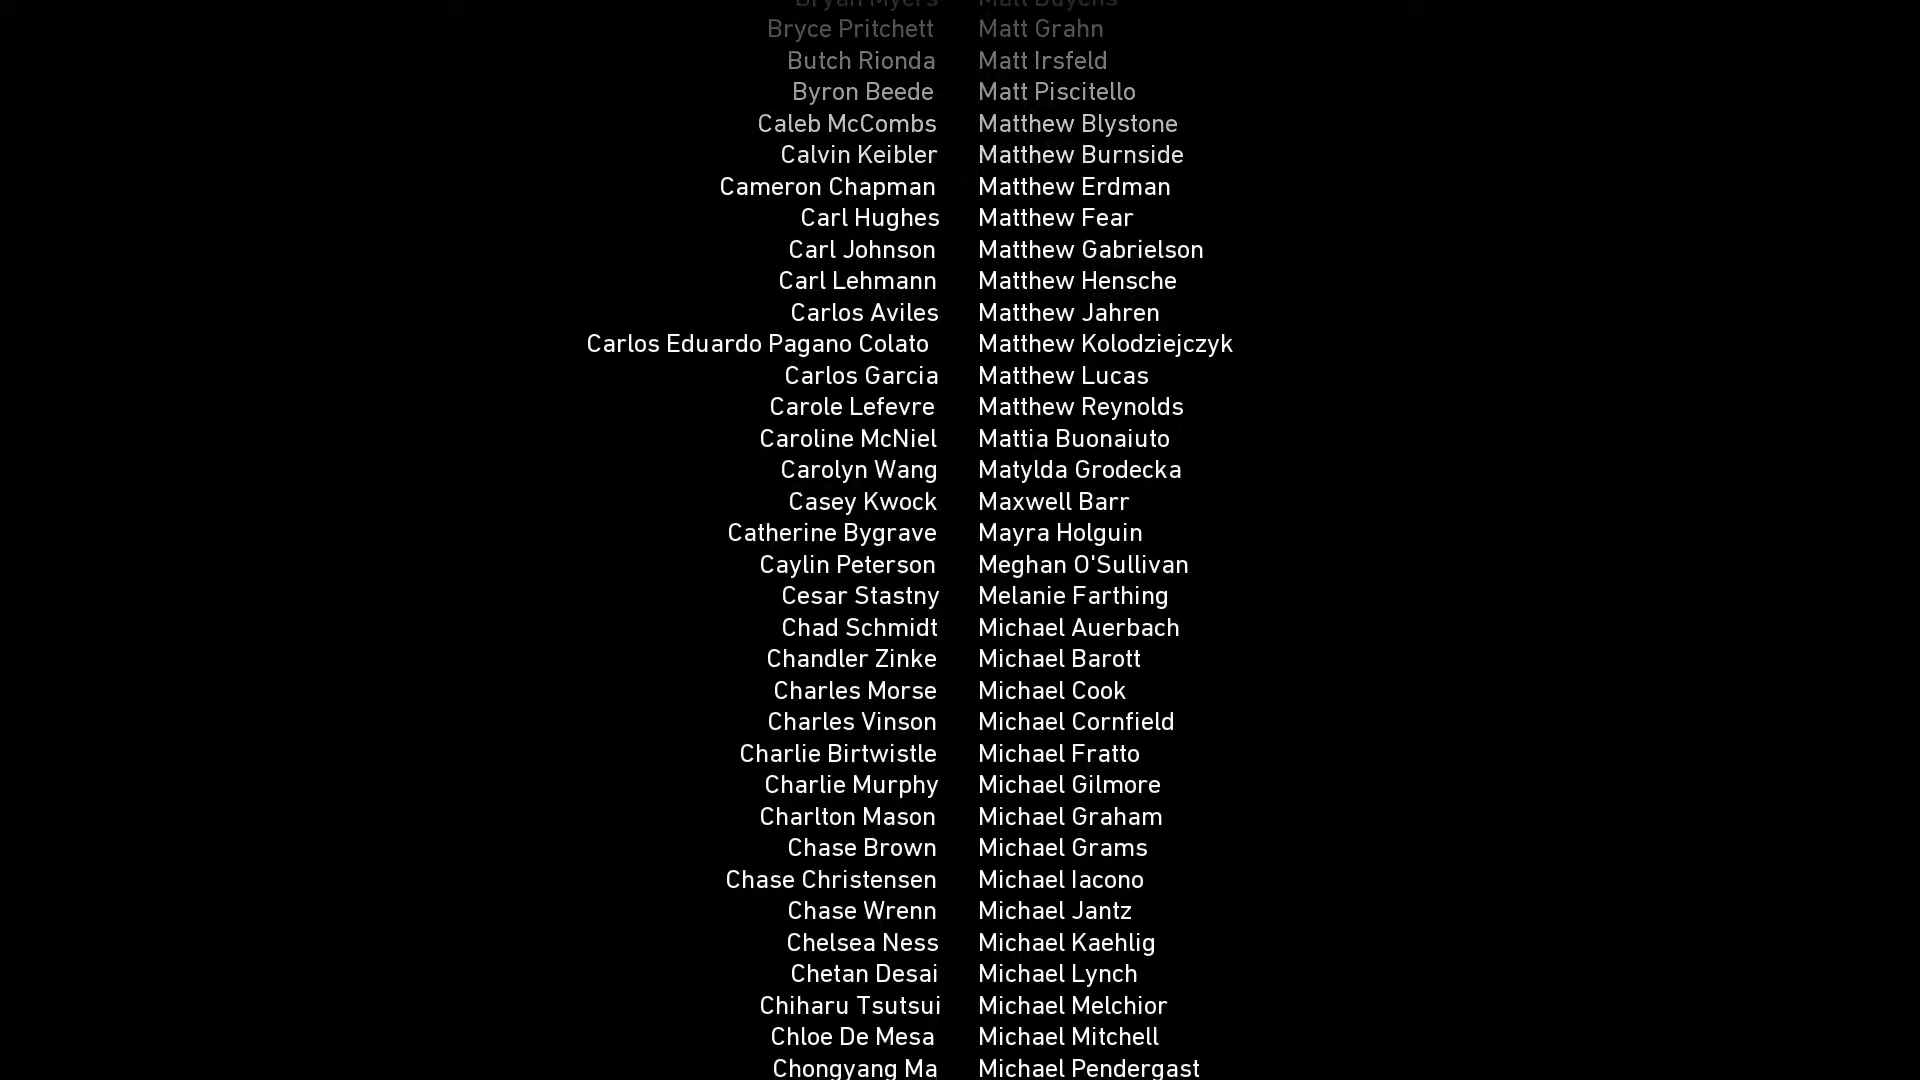 Bryan Myers Matt Buyens
Bryce Pritchett Matt Grahn
Butch Rionda Matt Irsfeld
Byron Beede Matt Piscitello
Caleb McCombs Matthew Blystone
Calvin Keibler Matthew Burnside
Cameron Chapman Matthew Erdman
Carl Hughes Matthew Fear
Carl Johnson Matthew Gabrielson
Carl Lehmann Matthew Hensche
Carlos Aviles Matthew Jahren
Carlos Eduardo Pagano Colato Matthew Kolodziejczyk
Carlos Garcia Matthew Lucas
Carole Lefevre Matthew Reynolds
Caroline McNiel Mattia Buonaiuto
Carolyn Wang Matylda Grodecka
Casey Kwock Maxwell Barr
Catherine Bygrave Mayra Holguin
Caylin Peterson Meghan O'Sullivan
Cesar Stastny Melanie Farthing
Chad Schmidt Michael Auerbach
Chandler Zinke Michael Barott
Charles Morse Michael Cook
Charles Vinson Michael Cornfield
Charlie Birtwistle Michael Fratto
Charlie Murphy Michael Gilmore
Charlton Mason Michael Graham
Chase Brown Michael Grams
Chase Christensen Michael Iacono
Chase Wrenn Michael Jantz
Chelsea Ness Michael Kaehlig
Chetan Desai Michael Lynch
Chiharu Tsutsui Michael Melchior
Chloe De Mesa Michael Mitchell
Chongyang Ma Michael Pendergast